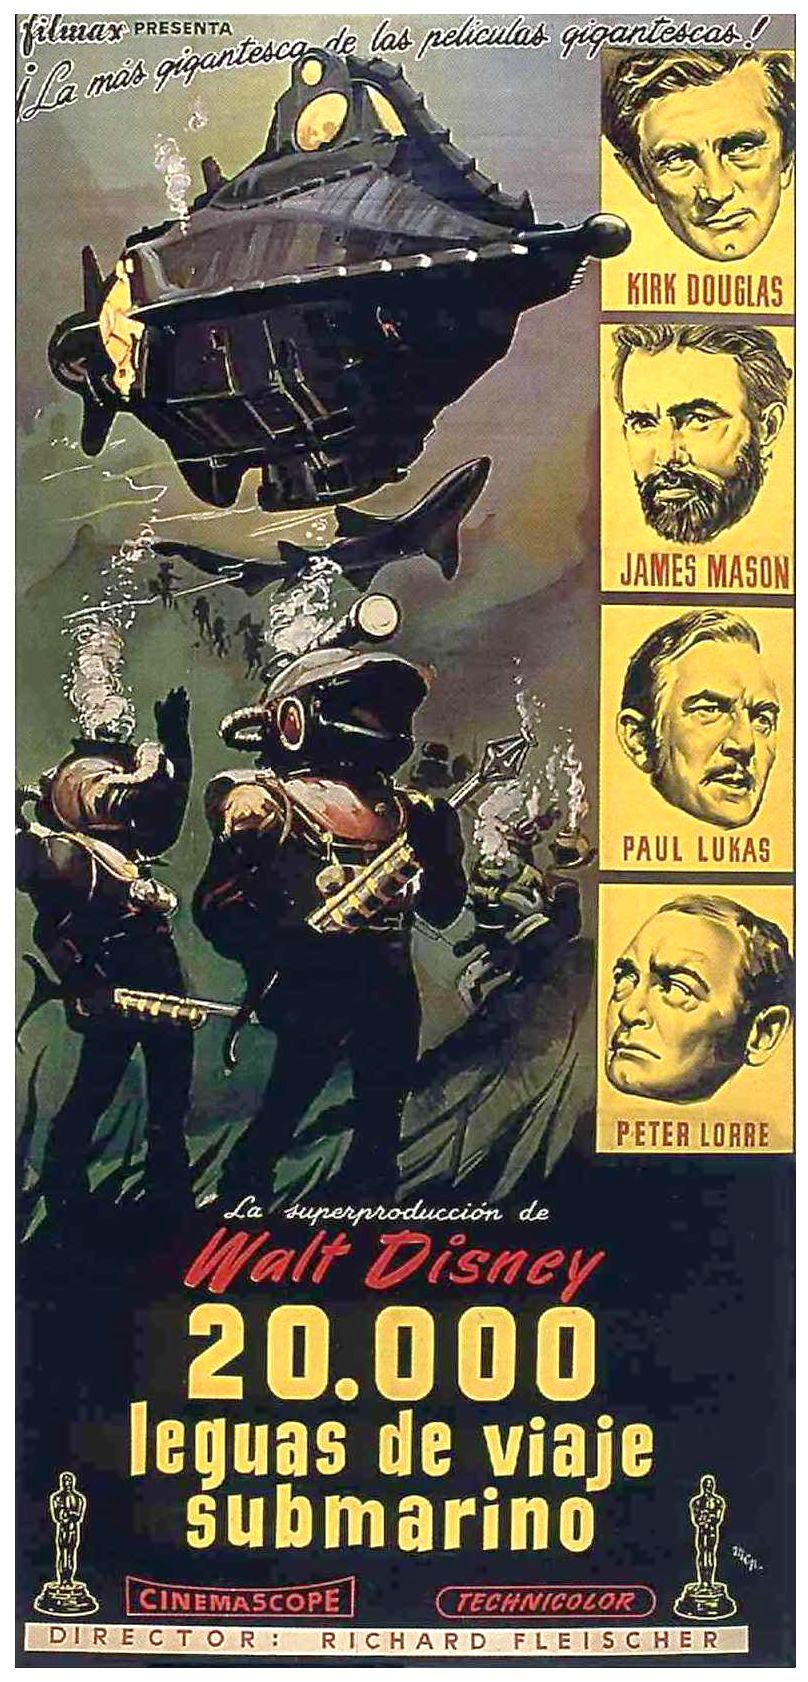 filmax PRESENTA
¡La más gigantesca de las películas gigantescas!
KIRK DOUGLAS
JAMES MASON
PAUL LUKAS
PETER LORRE
La superproducción de
Walt Disney
20.000
leguas de viaje
submarino
CINEMASCOPE
TECHNICOLOR
DIRECTOR: RICHARD FLEISCHER